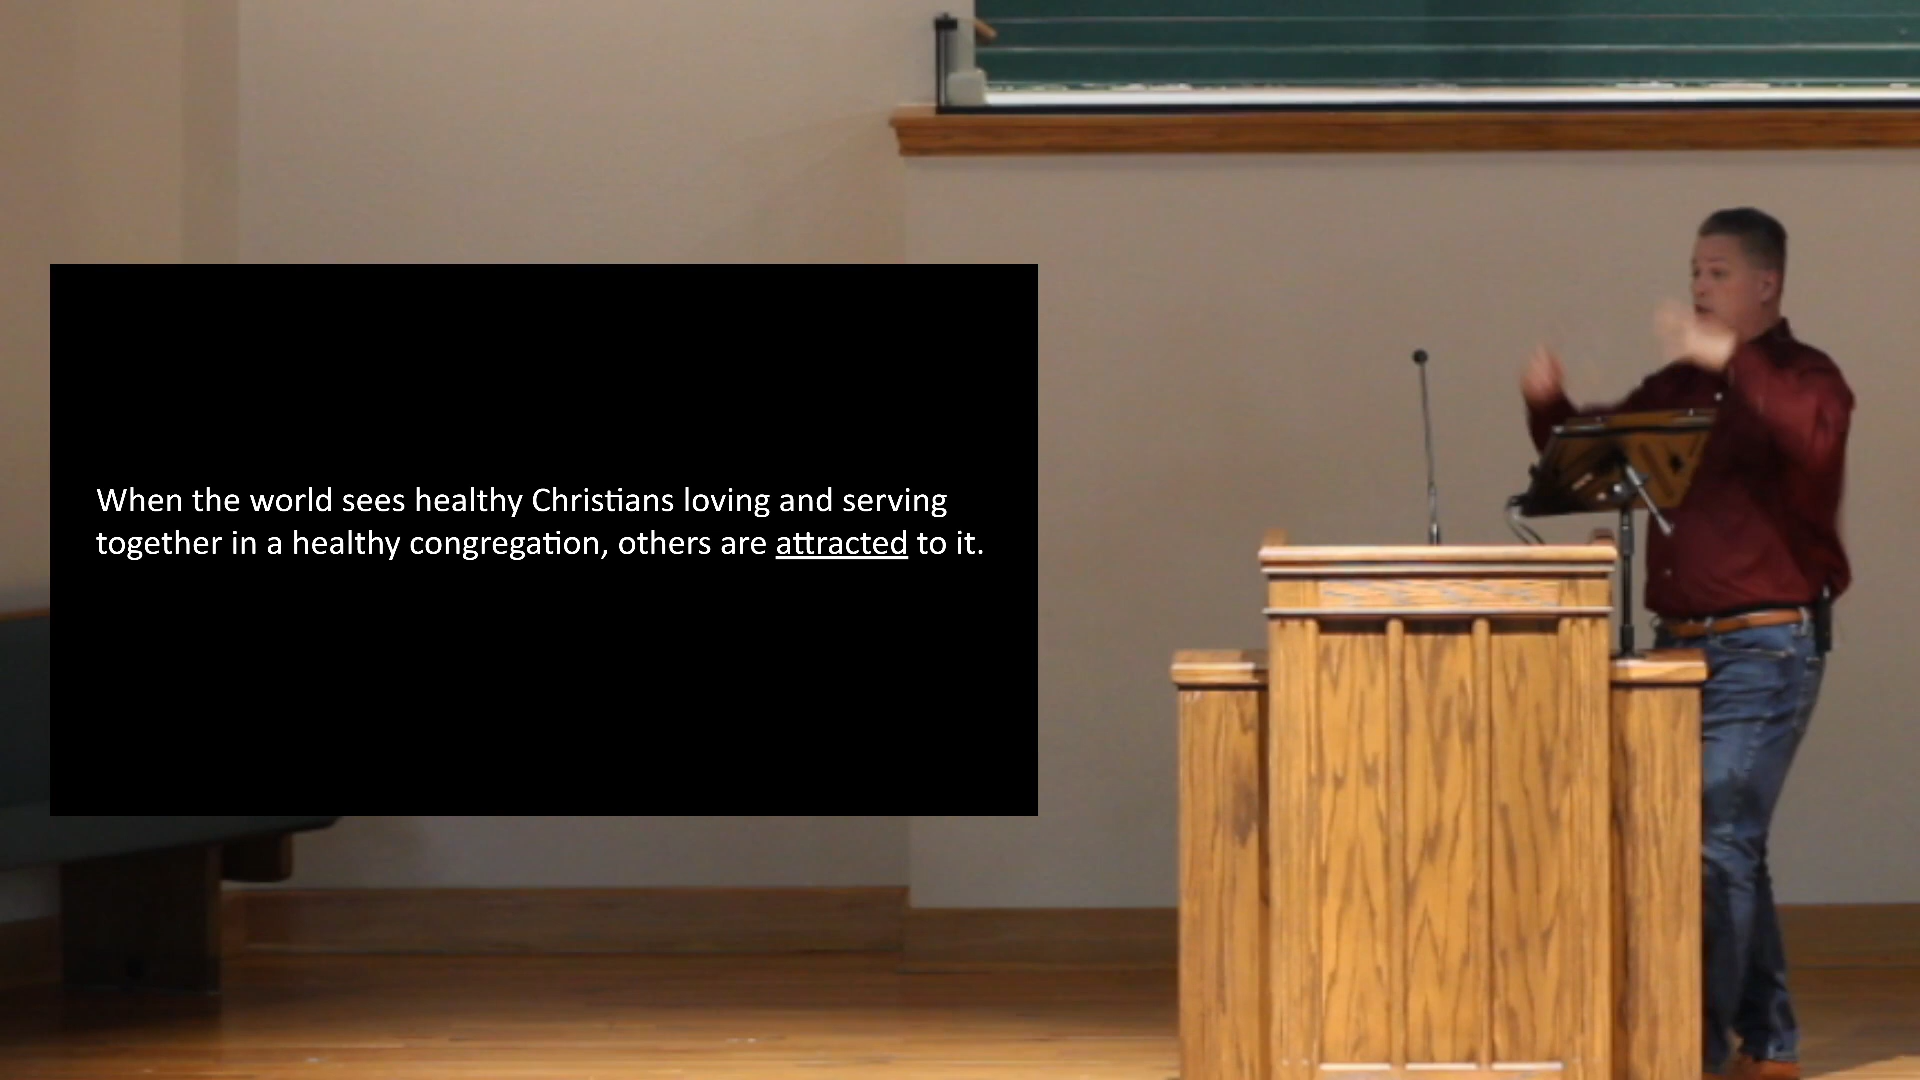 When the world sees healthy Christians loving and serving
together in a healthy congregation, others are attracted to it.